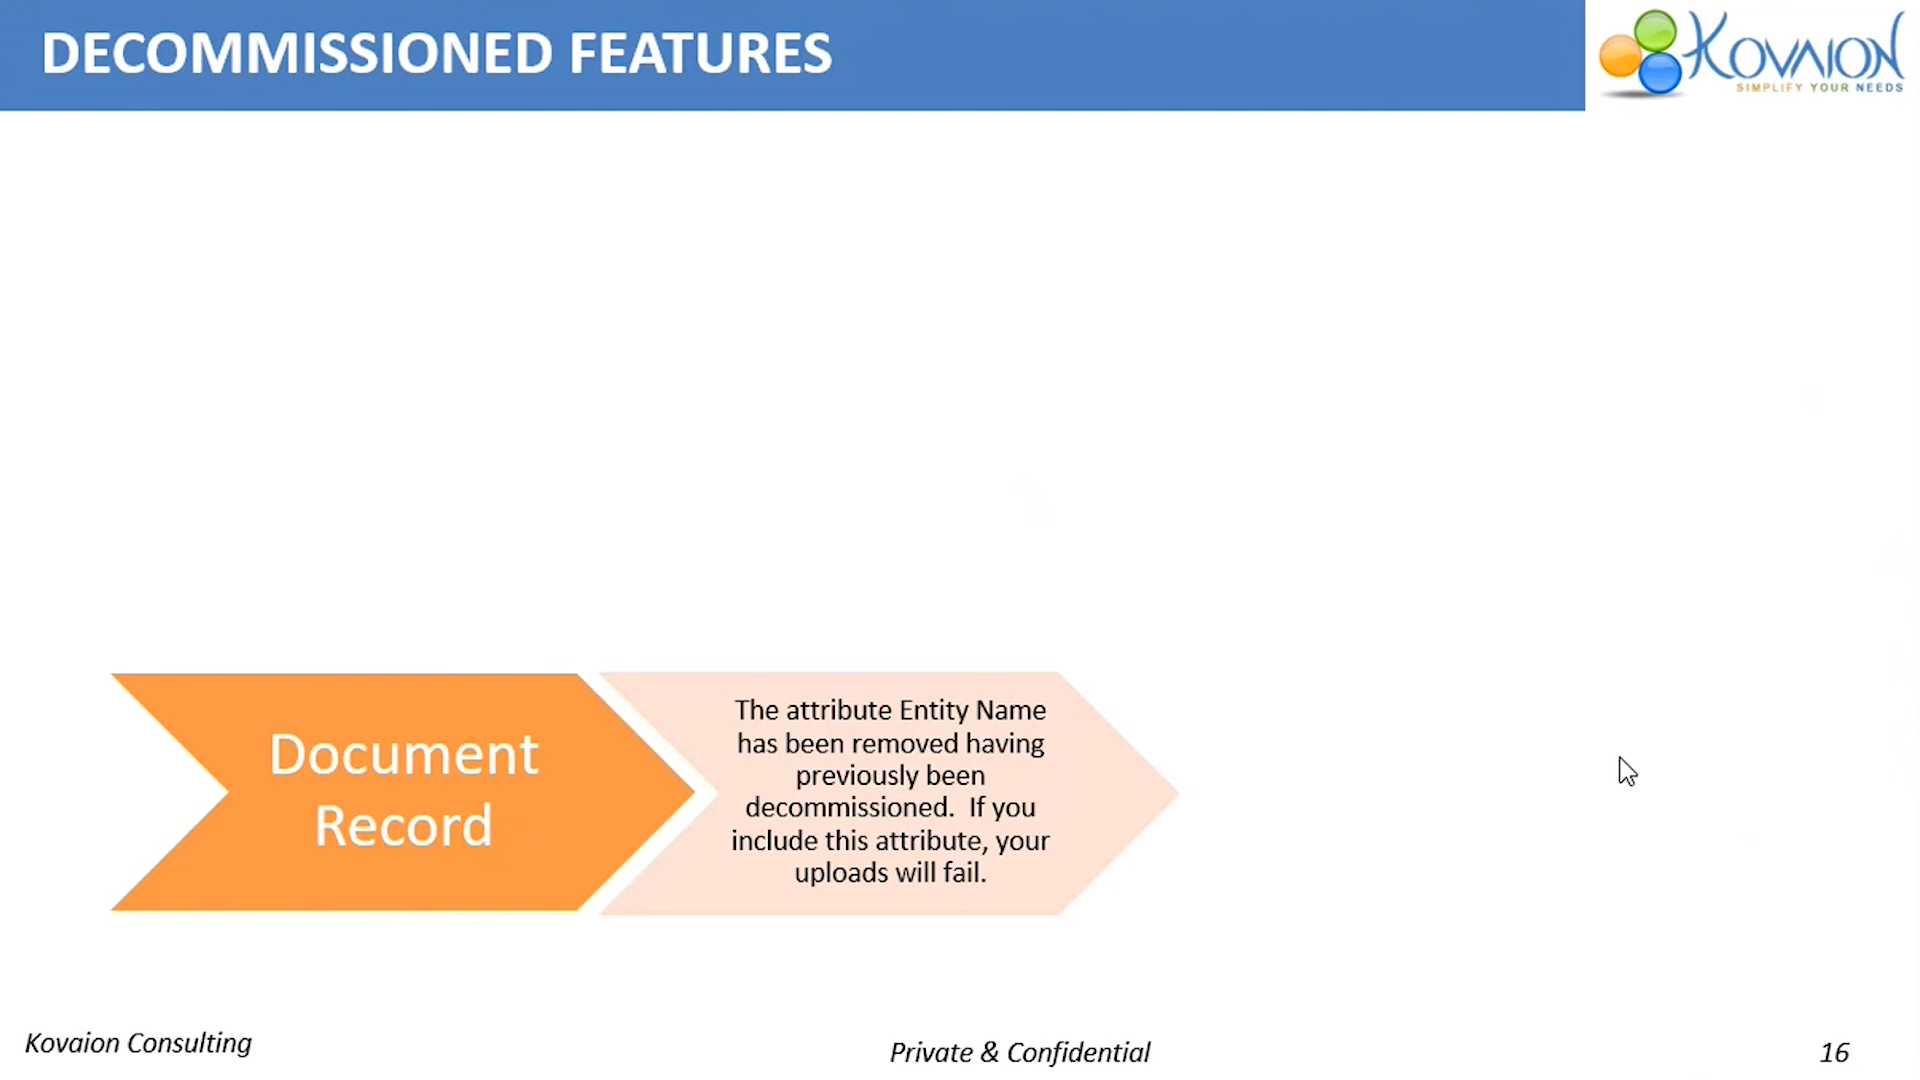 DECOMMISSIONED FEATURES
KOVAION
SIMPLIFY YOUR NEEDS
Document
Record
The attribute Entity Name
has been removed having
previously been
decommissioned.  If you
include this attribute, your
uploads will fail.
Kovaion Consulting
Private & Confidential
16